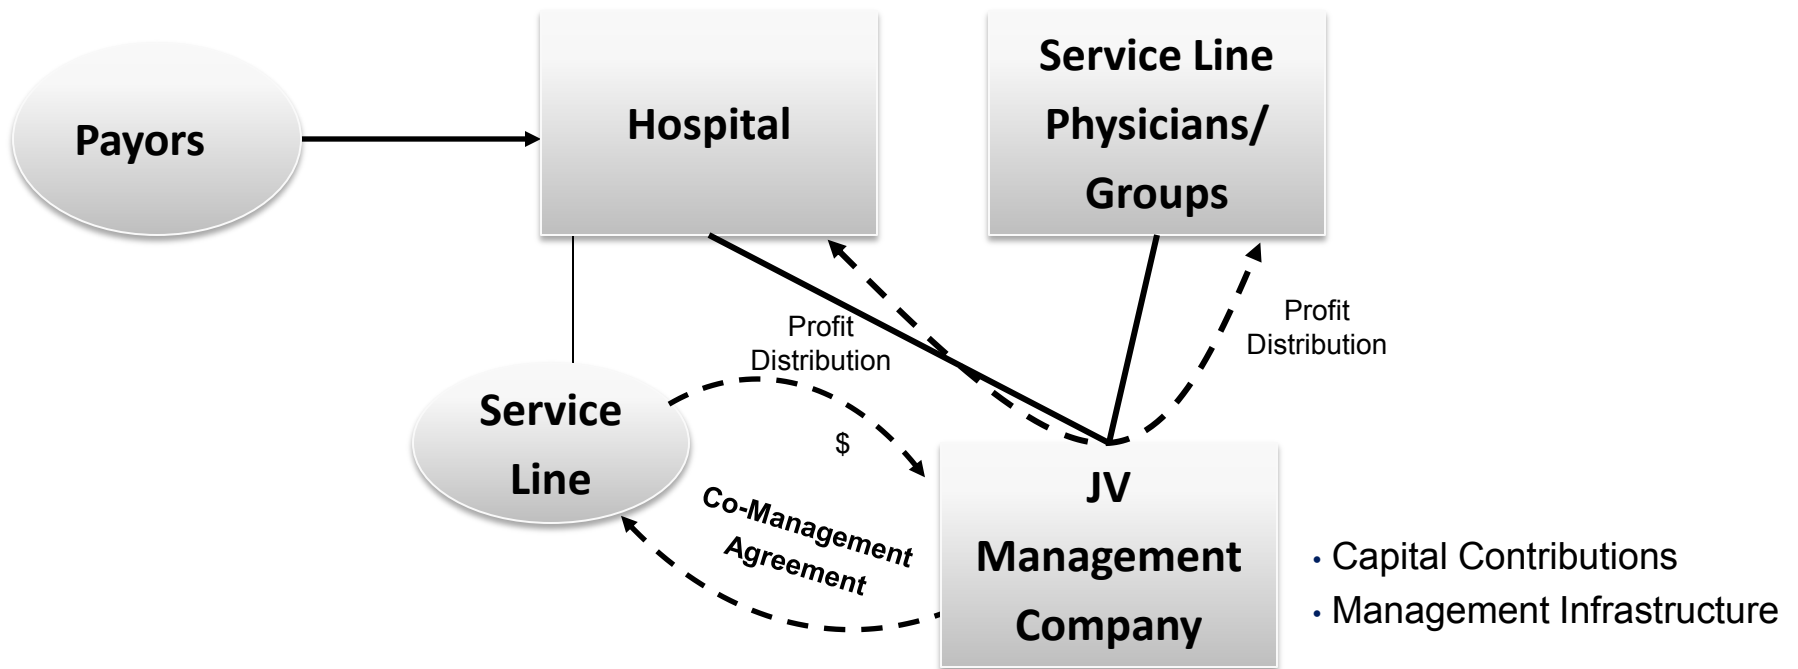 Payors
Hospital
Service Line
Physicians/
Groups
Profit
Distribution
Profit
Distribution
Service
Line
$
Co-Management
Agreement
JV
Management
Company
• Capital Contributions
• Management Infrastructure